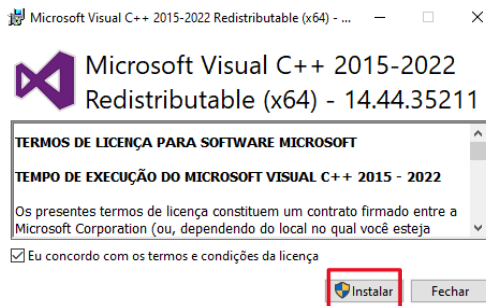 Microsoft Visual C++ 2015-2022 Redistributable (x64) - ...
Microsoft Visual C++ 2015-2022
Redistributable (x64) - 14.44.35211
TERMOS DE LICENÇA PARA SOFTWARE MICROSOFT
TEMPO DE EXECUÇÃO DO MICROSOFT VISUAL C++ 2015 - 2022
Os presentes termos de licença constituem um contrato firmado entre a
Microsoft Corporation (ou, dependendo do local no qual você esteja
Eu concordo com os termos e condições da licença
Instalar
Fechar